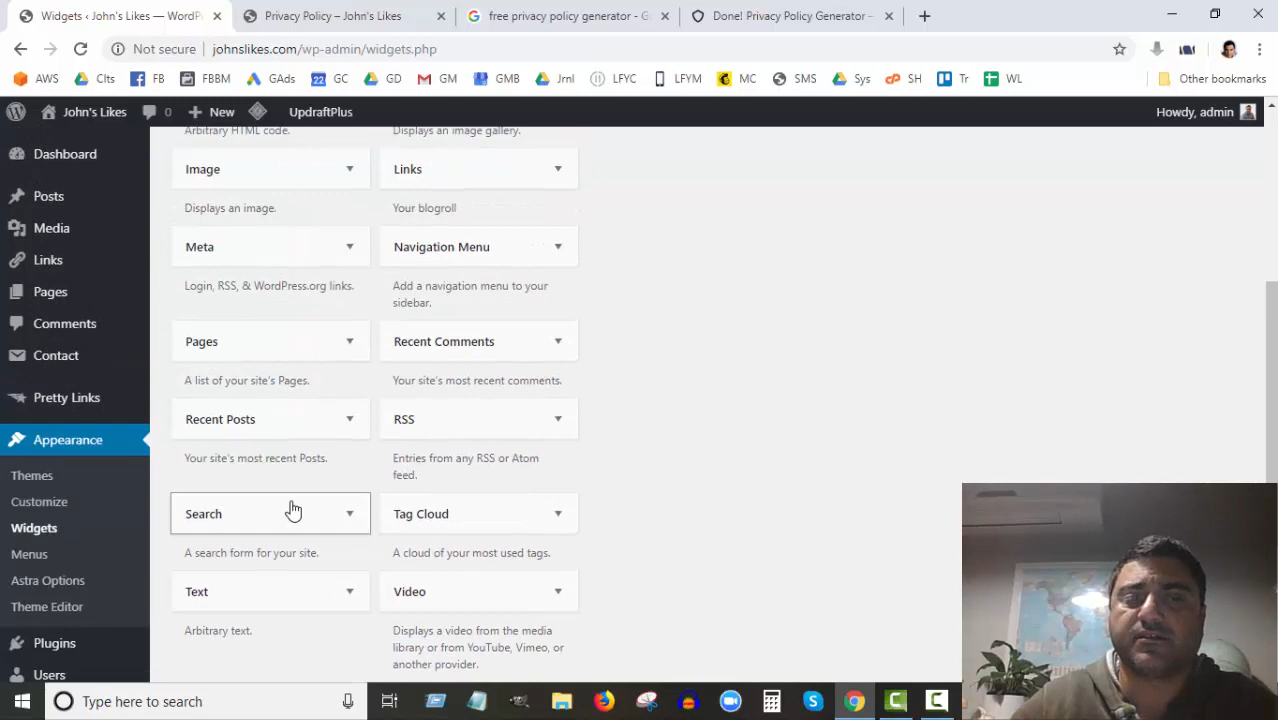 Widgets ‹ John's Likes — WordP
Privacy Policy – John's Likes
free privacy policy generator - G
Done! Privacy Policy Generator –
Not secure
johnslikes.com/wp-admin/widgets.php
AWS
Clts
FB
FBBM
GAds
22
GC
GD
GM
GMB
Jrnl
LFYC
LFYM
MC
SMS
Sys
SH
Tr
WL
Other bookmarks
John's Likes
0
New
UpdraftPlus
Howdy, admin
Dashboard
Posts
Media
Links
Pages
Comments
Contact
Pretty Links
Appearance
Themes
Customize
Widgets
Menus
Astra Options
Theme Editor
Plugins
Users
Arbitrary HTML code.
Displays an image gallery.
Image
Links
Displays an image.
Your blogroll
Meta
Navigation Menu
Login, RSS, & WordPress.org links.
Add a navigation menu to your
sidebar.
Pages
Recent Comments
A list of your site's Pages.
Your site's most recent comments.
Recent Posts
RSS
Your site's most recent Posts.
Entries from any RSS or Atom
feed.
Search
Tag Cloud
A search form for your site.
A cloud of your most used tags.
Text
Video
Arbitrary text.
Displays a video from the media
library or from YouTube, Vimeo, or
another provider.
Type here to search